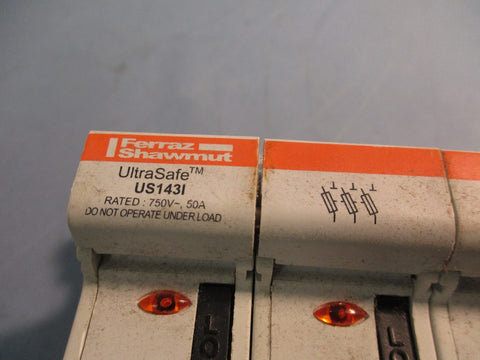 Ferraz
Shawmut
UltraSafe™
US143I
RATED : 750V~, 50A
DO NOT OPERATE UNDER LOAD